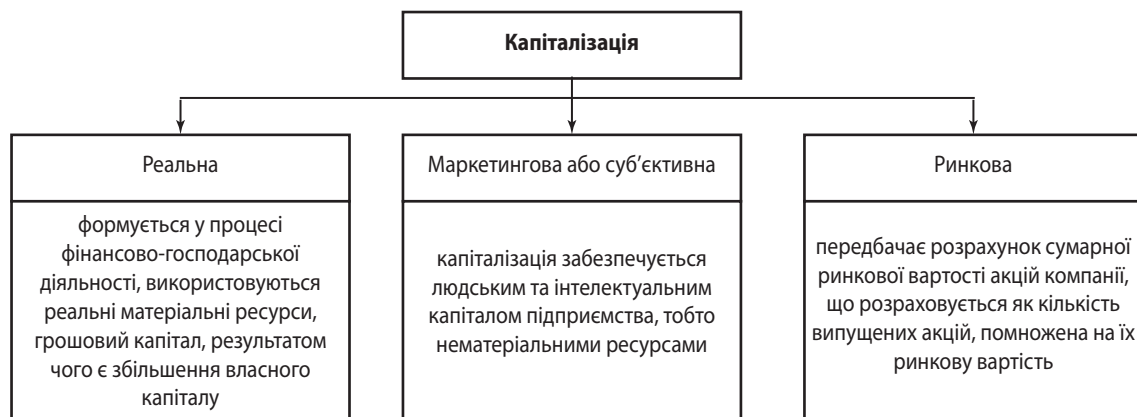 Капіталізація
Реальна
формується у процесі
фінансово-господарської
діяльності, використовуються
реальні матеріальні ресурси,
грошовий капітал, результатом
чого є збільшення власного
капіталу
Маркетингова або суб’єктивна
капіталізація забезпечується
людським та інтелектуальним
капіталом підприємства, тобто
нематеріальними ресурсами
Ринкова
передбачає розрахунок сумарної
ринкової вартості акцій компанії,
що розраховується як кількість
випущених акцій, помножена на їх
ринкову вартість